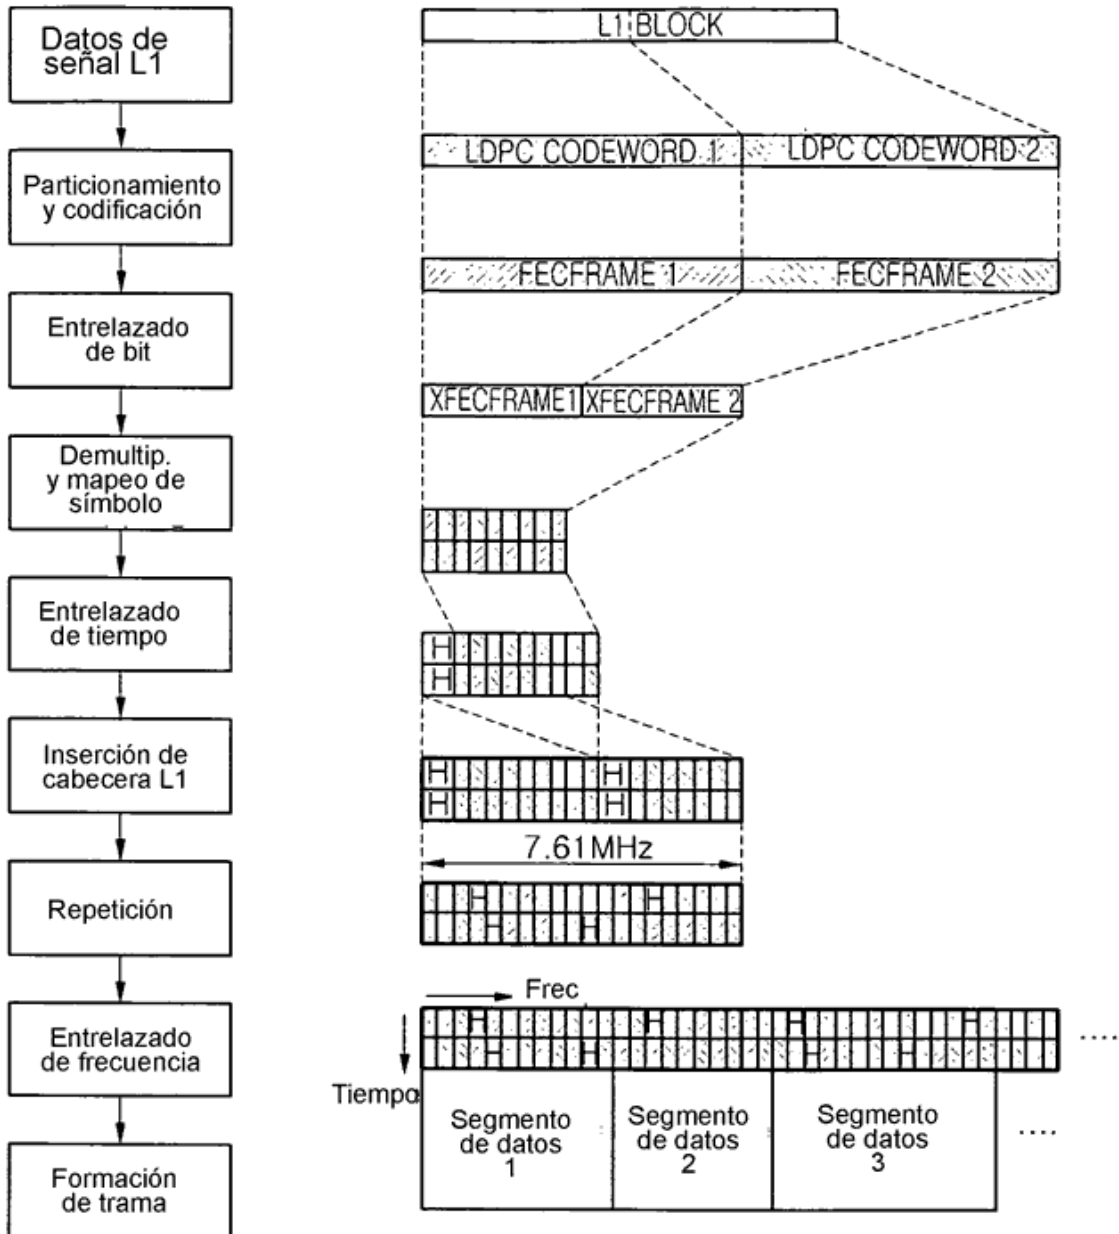 Datos de
señal L1
L1 BLOCK
LDPC CODEWORD 1
LDPC CODEWORD 2
Particionamiento
y codificación
FECFRAME 1
FECFRAME 2
Entrelazado
de bit
XFECFRAME1
XFECFRAME 2
Demultip.
y mapeo de
símbolo
Entrelazado
de tiempo
H
H
Inserción de
cabecera L1
H H
H H
7.61MHz
Repetición
H H
H H
Frec.
Entrelazado
de frecuencia
H H H H
H H H H
....
Tiempo
Segmento
de datos
1
Segmento
de datos
2
Segmento
de datos
3
....
Formación
de trama